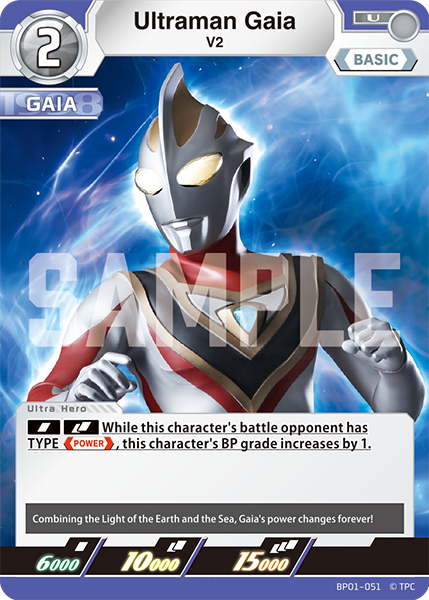 2
Ultraman Gaia
V2
U
BASIC
1998
GAIA
SAMPLE
Ultra Hero
While this character's battle opponent has
TYPE POWER, this character's BP grade increases by 1.
Combining the Light of the Earth and the Sea, Gaia's power changes forever!
6000 10000 15000
BP01-051 © TPC